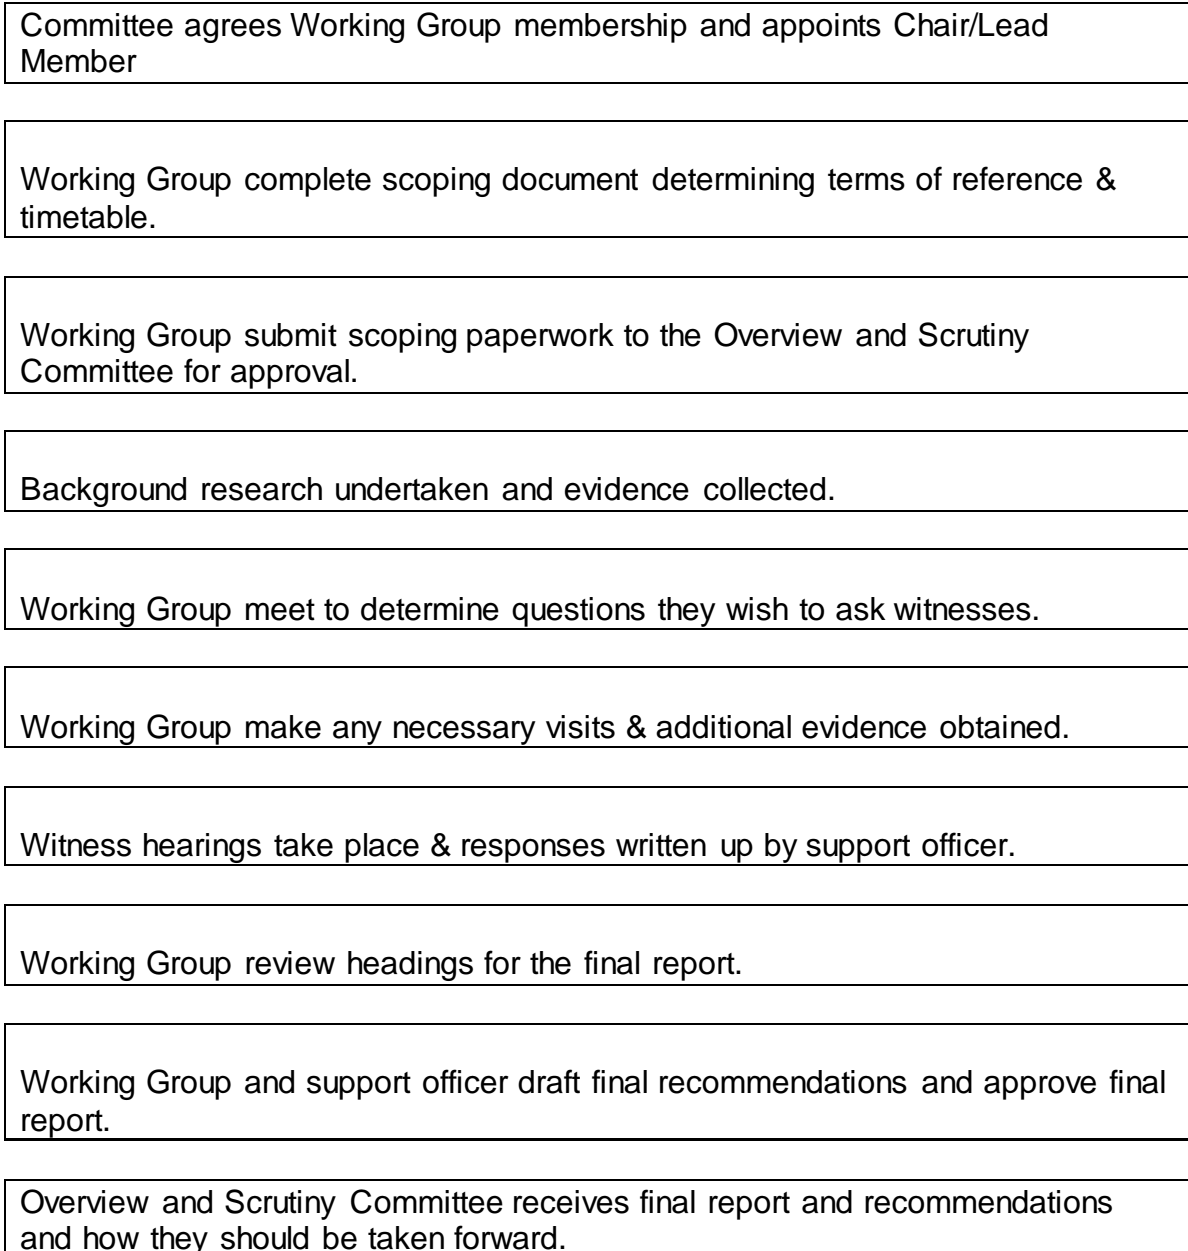 Committee agrees Working Group membership and appoints Chair/Lead
Member
Working Group complete scoping document determining terms of reference &
timetable.
Working Group submit scoping paperwork to the Overview and Scrutiny
Committee for approval.
Background research undertaken and evidence collected.
Working Group meet to determine questions they wish to ask witnesses.
Working Group make any necessary visits & additional evidence obtained.
Witness hearings take place & responses written up by support officer.
Working Group review headings for the final report.
Working Group and support officer draft final recommendations and approve final
report.
Overview and Scrutiny Committee receives final report and recommendations
and how they should be taken forward.